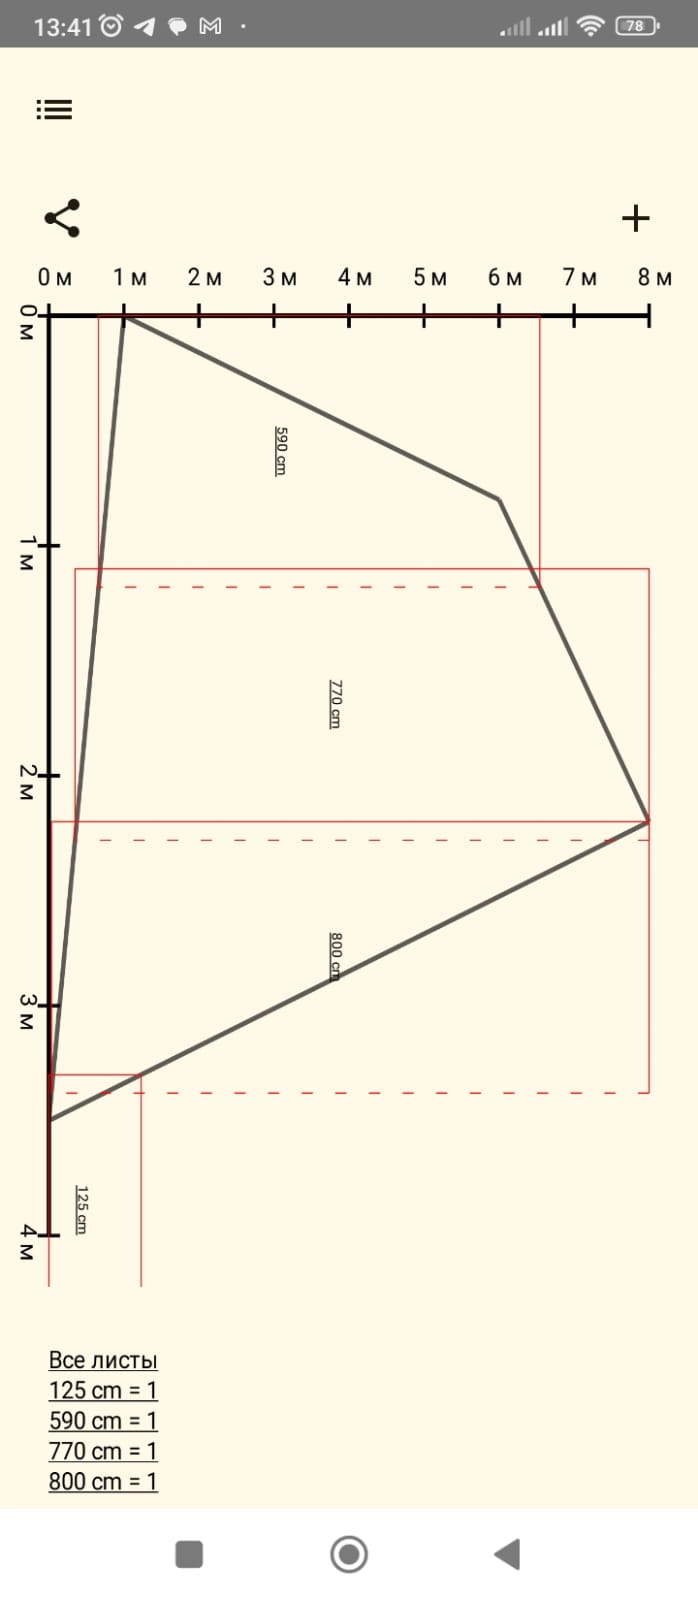 13:41
78
0 м 1 м 2 м 3 м 4 м 5 м 6 м 7 м 8 м
0 м
590 cm
1 м
770 cm
2 м
800 cm
3 м
125 cm
4 м
Все листы
125 cm = 1
590 cm = 1
770 cm = 1
800 cm = 1